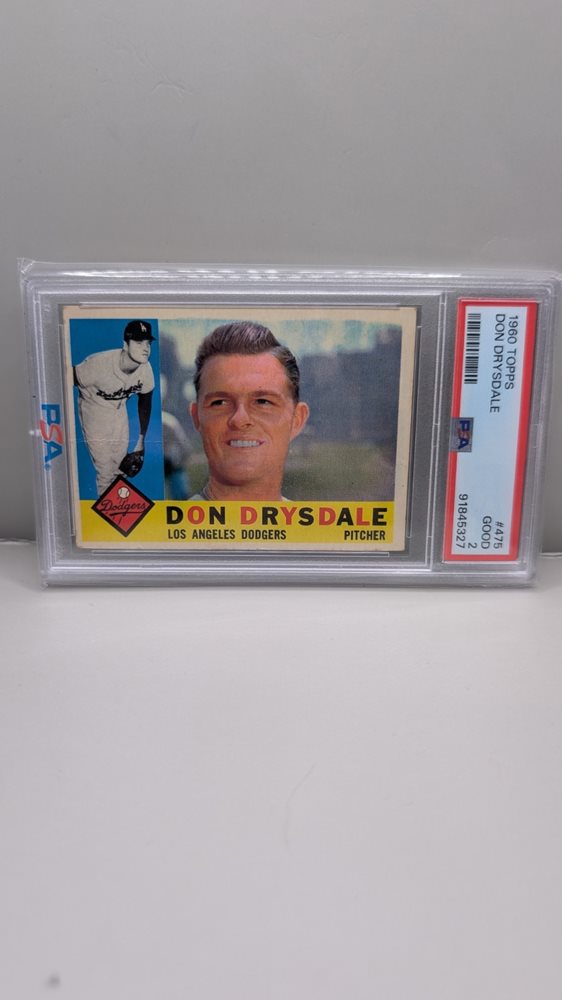 Dodgers
DON DRYSDALE
LOS ANGELES DODGERS PITCHER
PSA
1960 TOPPS
DON DRYSDALE
#475
GOOD
2
PSA
91845327